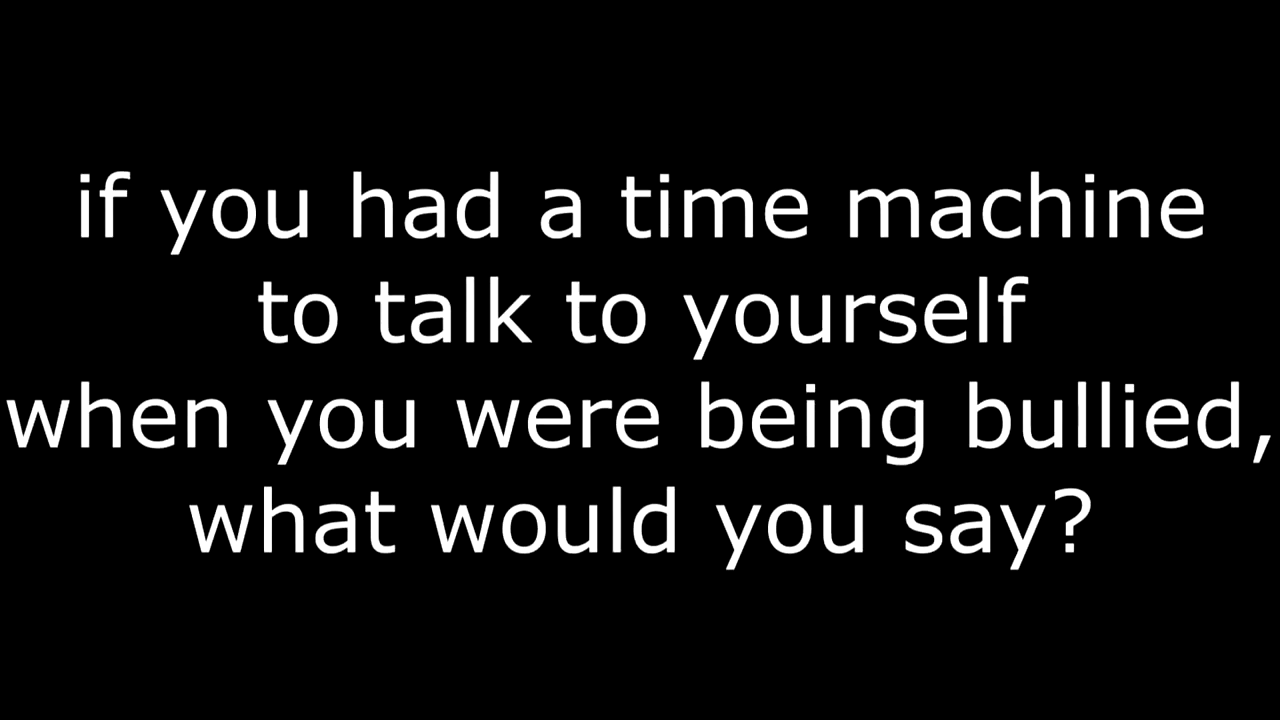 if you had a time machine
to talk to yourself
when you were being bullied,
what would you say?